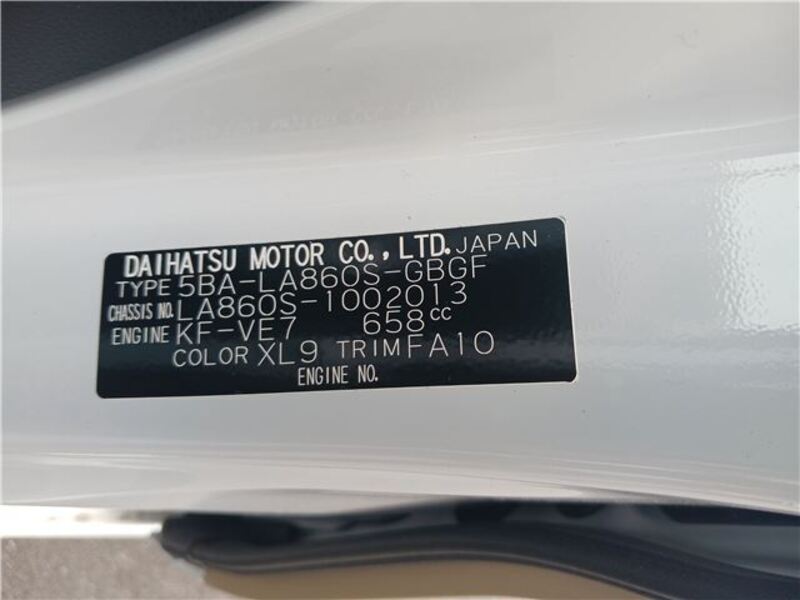 DAIHATSU MOTOR CO., LTD. JAPAN
TYPE 5BA-LA860S-GBGF
CHASSIS NO. LA860S-1002013
ENGINE KF-VE7 658cc
COLOR XL9 TRIM FA10
ENGINE NO.